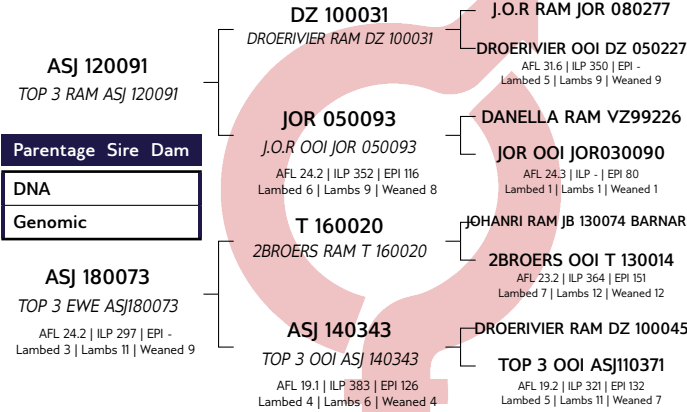 ASJ 120091
TOP 3 RAM ASJ 120091
Parentage Sire Dam
DNA
Genomic
ASJ 180073
TOP 3 EWE ASJ180073
AFL 24.2 | ILP 297 | EPI -
Lambed 3 | Lambs 11 | Weaned 9
DZ 100031
DROERIVIER RAM DZ 100031
JOR 050093
J.O.R OOI JOR 050093
AFL 24.2 | ILP 352 | EPI 116
Lambed 6 | Lambs 9 | Weaned 8
T 160020
2BROERS RAM T 160020
ASJ 140343
TOP 3 OOI ASJ 140343
AFL 19.1 | ILP 383 | EPI 126
Lambed 4 | Lambs 6 | Weaned 4
J.O.R RAM JOR 080277
DROERIVIER OOI DZ 050227
AFL 31.6 | ILP 350 | EPI -
Lambed 5 | Lambs 9 | Weaned 9
DANELLA RAM VZ99226
JOR OOI JOR030090
AFL 24.3 | ILP - | EPI 80
Lambed 1 | Lambs 1 | Weaned 1
JOHANRI RAM JB 130074 BARNAR
2BROERS OOI T 130014
AFL 23.2 | ILP 364 | EPI 151
Lambed 7 | Lambs 12 | Weaned 12
DROERIVIER RAM DZ 100045
TOP 3 OOI ASJ110371
AFL 19.2 | ILP 321 | EPI 132
Lambed 5 | Lambs 11 | Weaned 7